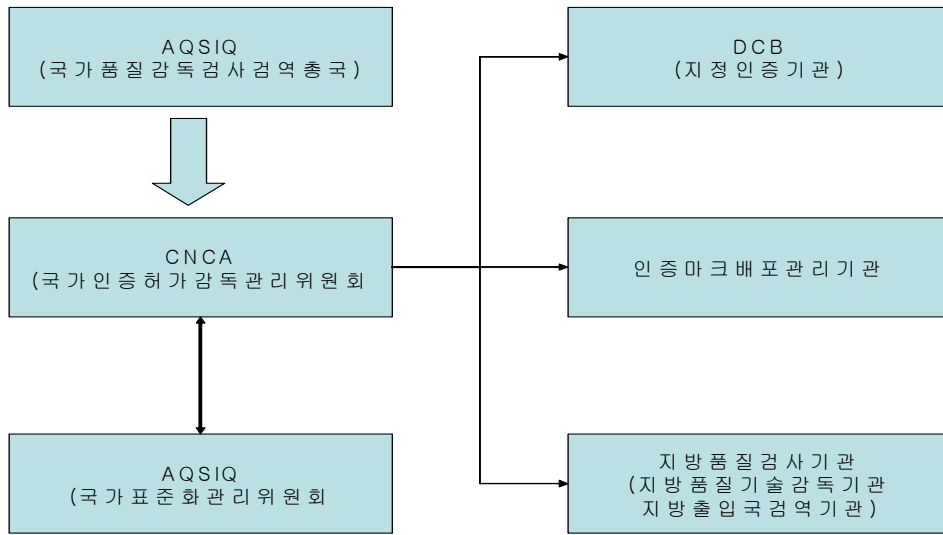 AQSIQ
(국가품질감독검사검역총국)
DCB
(지정인증기관)
CNCA
(국가인증허가감독관리위원회
인증마크배포관리기관
AQSIQ
(국가표준화관리위원회
지방품질검사기관
(지방품질기술감독기관
지방출입국검역기관)